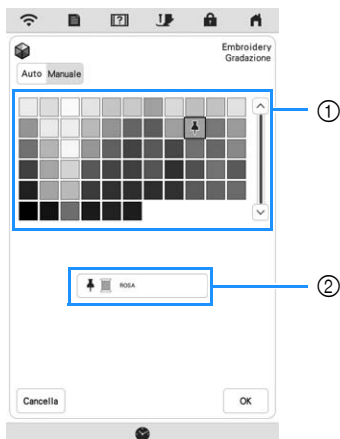 Embroidery
Gradazione
Auto Manuale
①
ROSA
②
Cancella
OK